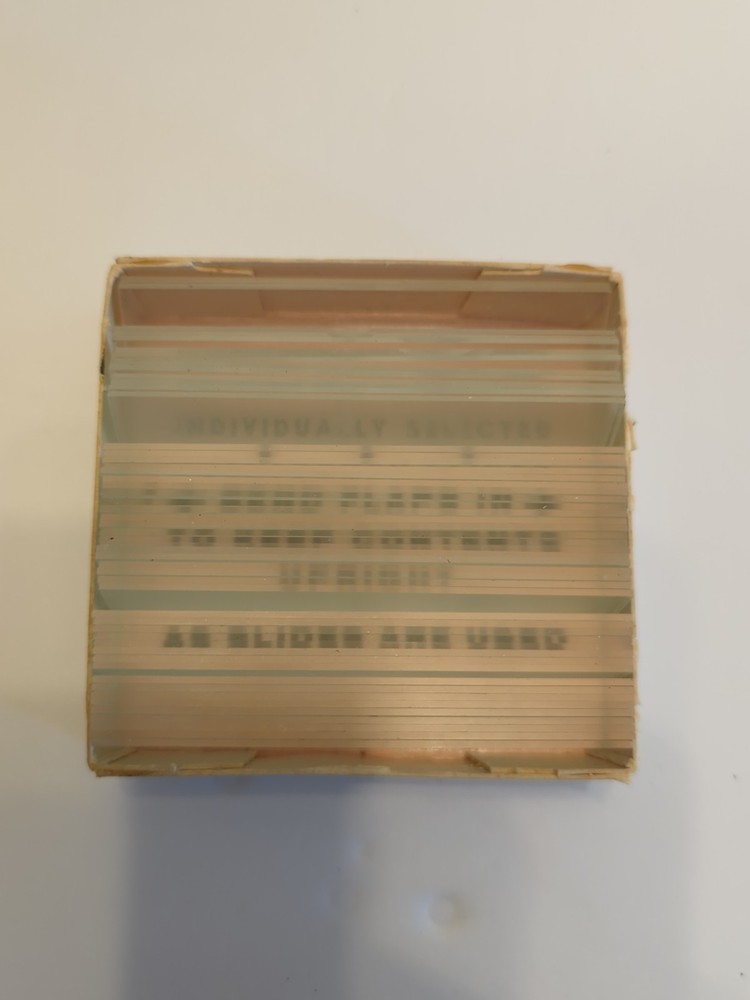 INDIVIDUALLY SELECTED
BEND FLAPS IN
TO KEEP CONTENTS
UPRIGHT
AS SLIDES ARE USED